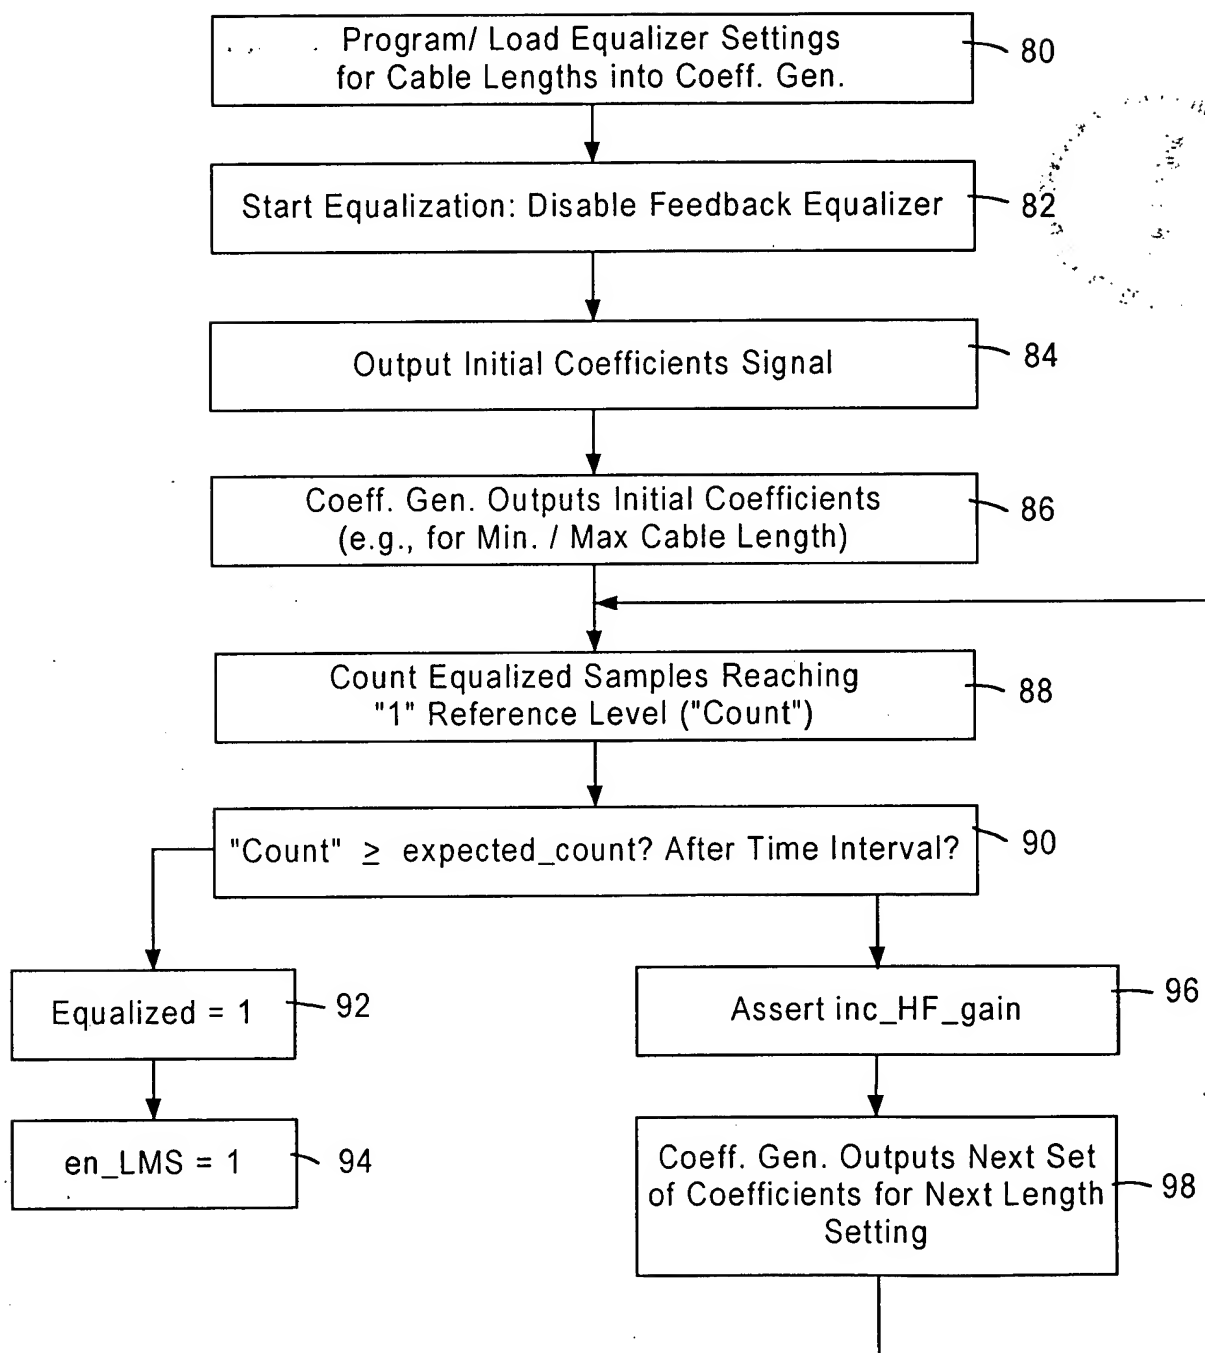 Program/ Load Equalizer Settings
for Cable Lengths into Coeff. Gen.
80
Start Equalization: Disable Feedback Equalizer
82
Output Initial Coefficients Signal
84
Coeff. Gen. Outputs Initial Coefficients
(e.g., for Min. / Max Cable Length)
86
Count Equalized Samples Reaching
"1" Reference Level ("Count")
88
"Count" ≥ expected_count? After Time Interval?
90
Equalized = 1
92
Assert inc_HF_gain
96
en_LMS = 1
94
Coeff. Gen. Outputs Next Set
of Coefficients for Next Length
Setting
98